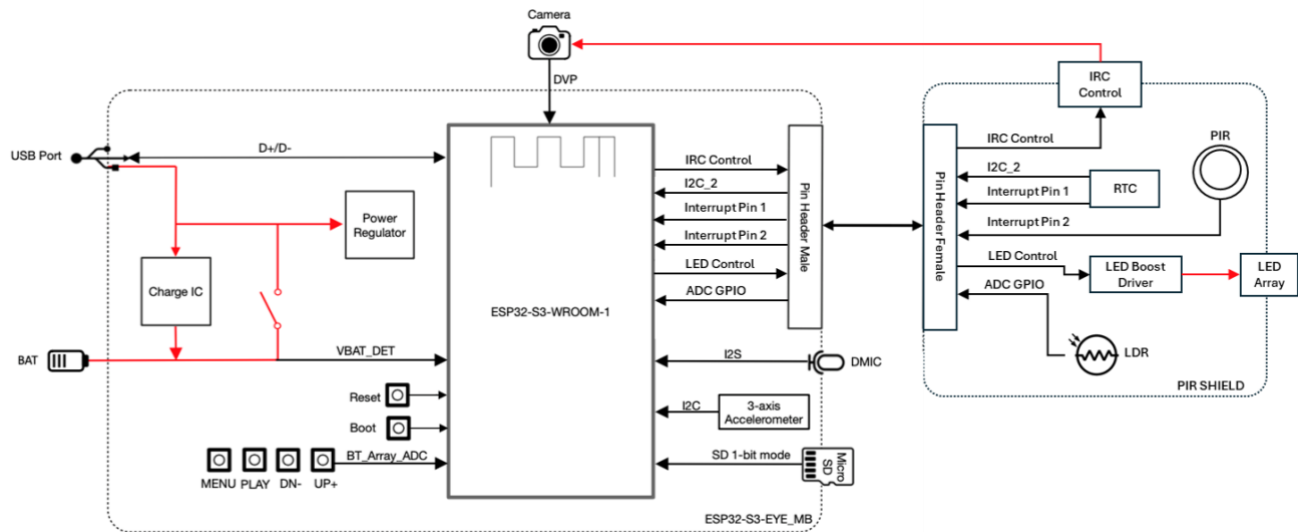 Camera
DVP
USB Port
D+/D-
Power
Regulator
Charge IC
BAT
VBAT_DET
Reset
Boot
BT_Array_ADC
MENU
PLAY
DN-
UP+
ESP32-S3-WROOM-1
IRC Control
I2C_2
Interrupt Pin 1
Interrupt Pin 2
LED Control
ADC GPIO
Pin Header Male
I2S
DMIC
I2C
3-axis
Accelerometer
SD 1-bit mode
Micro
SD
ESP32-S3-EYE_MB
IRC
Control
Pin Header Female
IRC Control
I2C_2
Interrupt Pin 1
RTC
PIR
Interrupt Pin 2
LED Control
LED Boost
Driver
LED
Array
ADC GPIO
LDR
PIR SHIELD